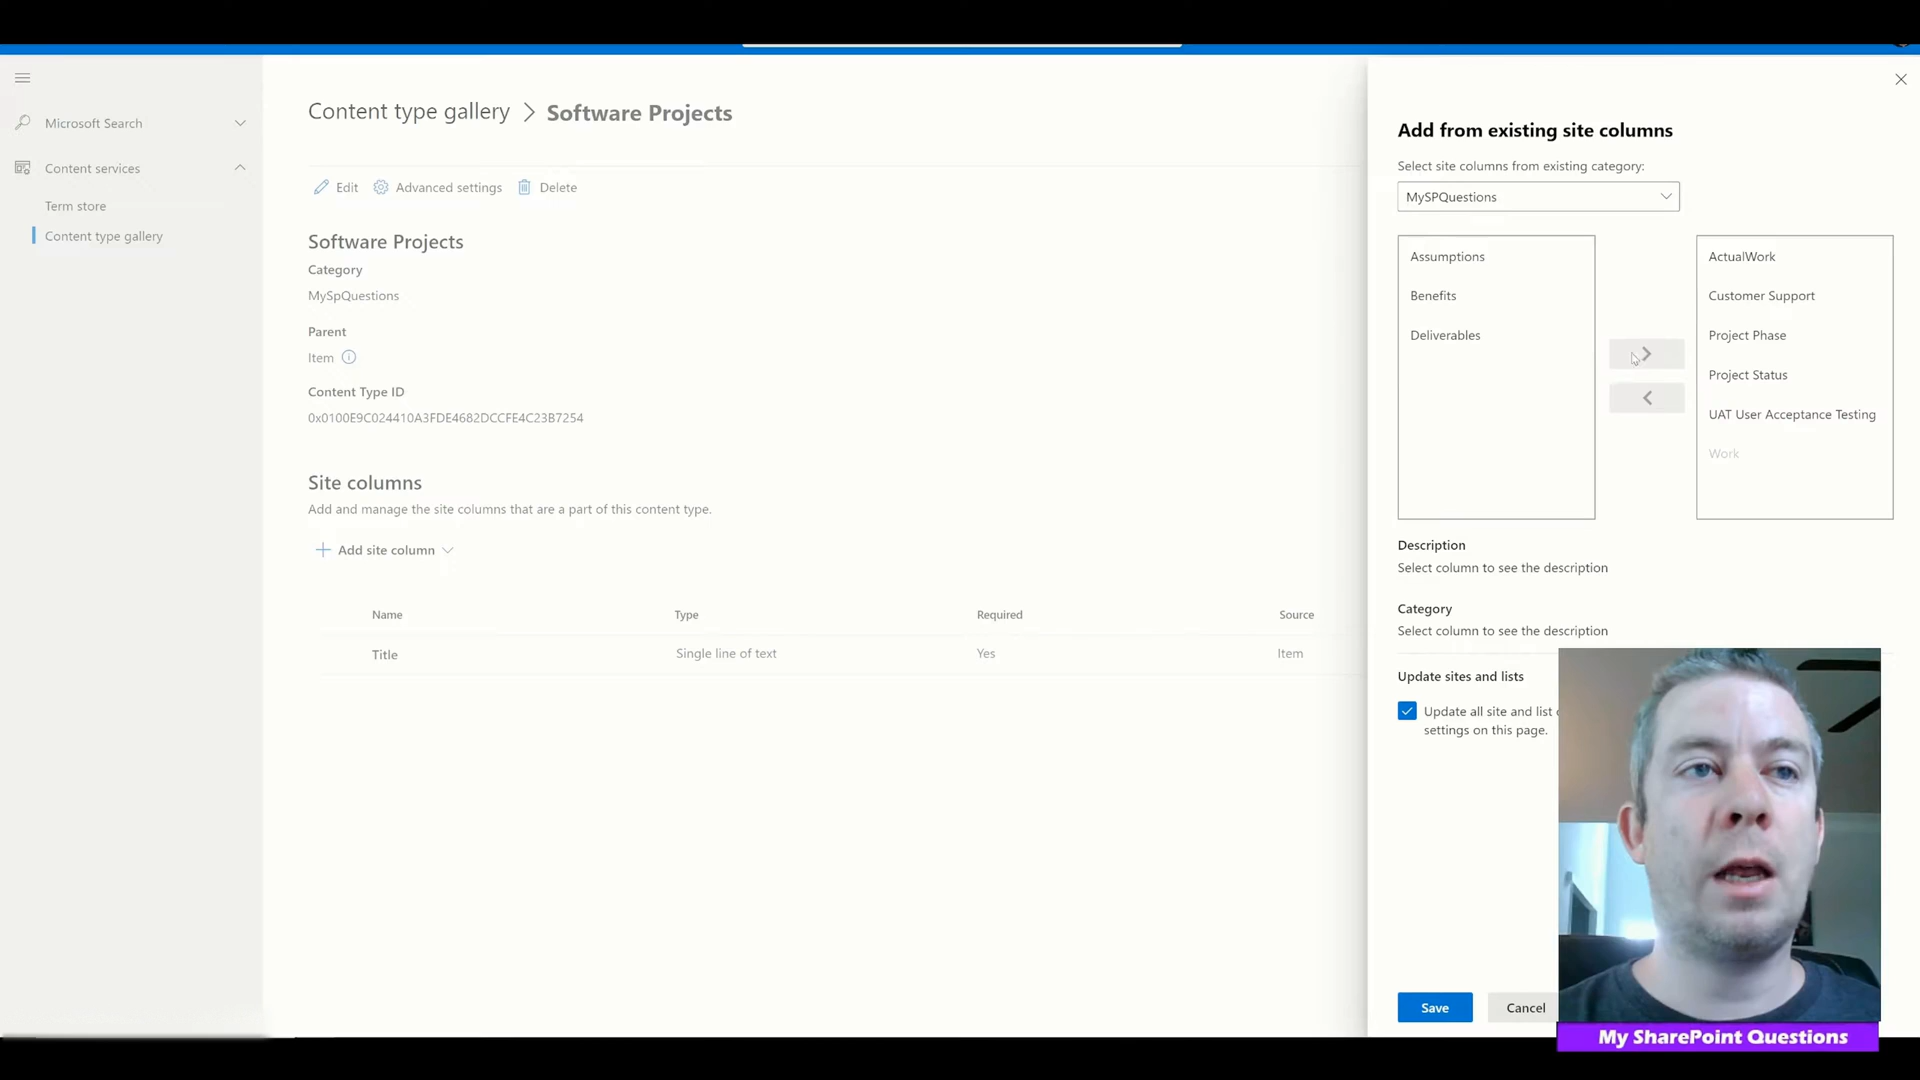 Microsoft Search
Content services
Term store
Content type gallery
Content type gallery > Software Projects
Edit
Advanced settings
Delete
Software Projects
Category
MySpQuestions
Parent
Item
Content Type ID
0x0100E9C024410A3FDE4682DCCFE4C23B7254
Site columns
Add and manage the site columns that are a part of this content type.
Add site column
Name Type Required Source
Title Single line of text Yes Item
Add from existing site columns
Select site columns from existing category:
MySPQuestions
Assumptions
Benefits
Deliverables
ActualWork
Customer Support
Project Phase
Project Status
UAT User Acceptance Testing
Work
Description
Select column to see the description
Category
Select column to see the description
Update sites and lists
Update all site and list
settings on this page.
Save
Cancel
My SharePoint Questions